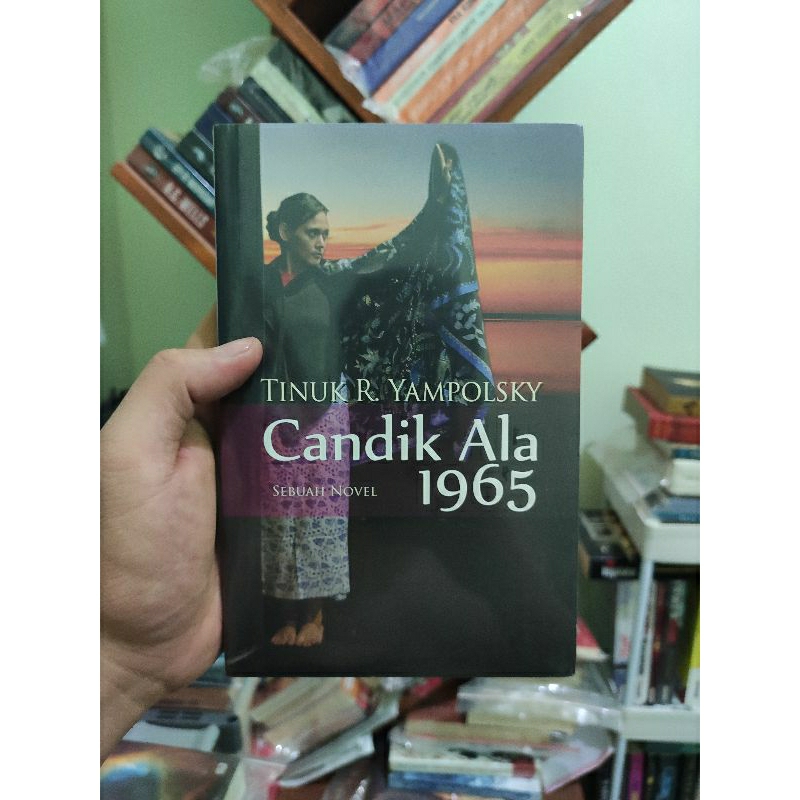 TINUK R. YAMPOLSKY
Candik Ala
1965
SEBUAH NOVEL